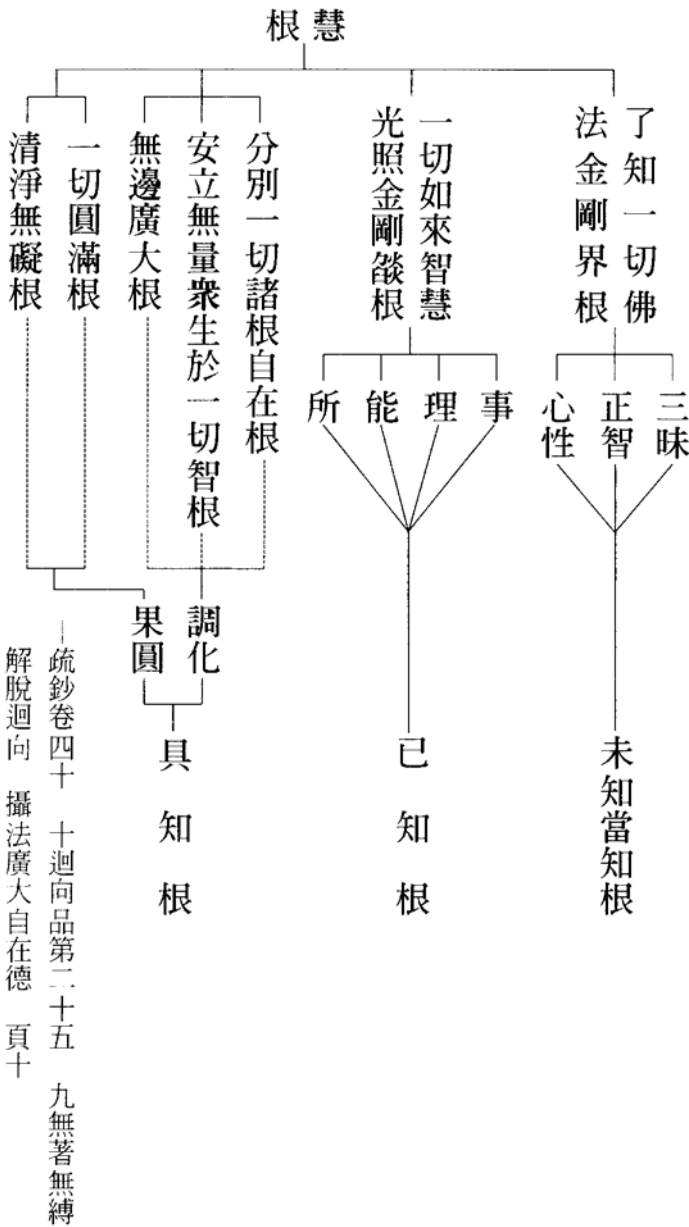 慧根
了知一切佛
法金剛界根
三昧
正智
心性
未知當知根
一切如來智慧
光照金剛燄根
事
理
能
所
已知根
分別一切諸根自在根
安立無量衆生於一切智根
無邊廣大根
調化
一切圓滿根
清淨無礙根
果圓
具知根
—疏鈔卷四十 十迴向品第二十五 九無著無縛
解脫迴向 攝法廣大自在德 頁十